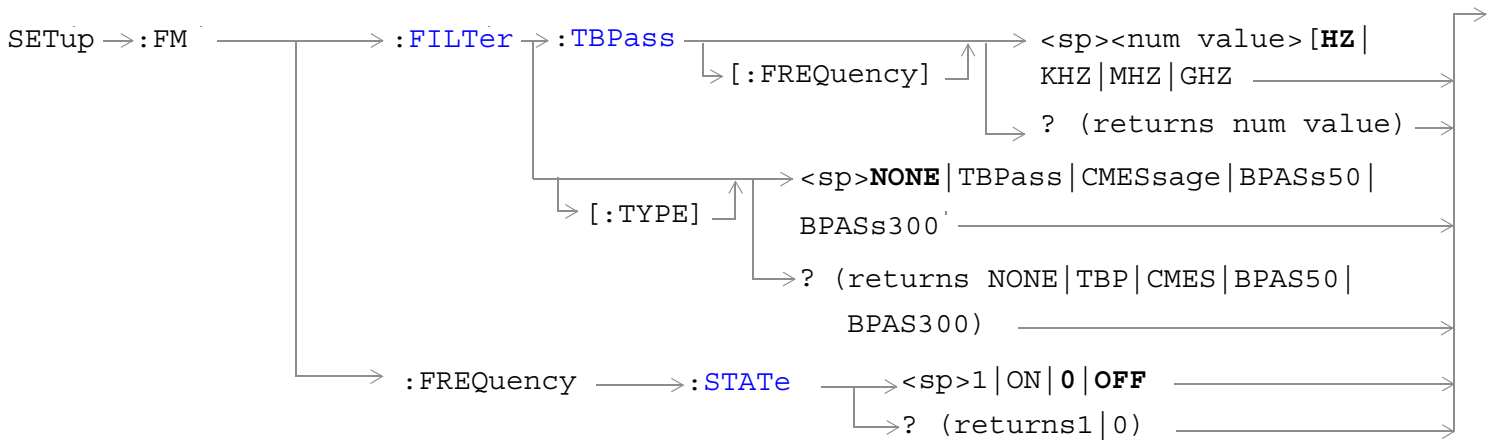 SETup :FM :FILTer :TBPass <sp><num value>[HZ|
[:FREQuency] KHZ|MHZ|GHZ
? (returns num value)
<sp>NONE|TBPass|CMESsage|BPASs50|
[:TYPE] BPASs300
? (returns NONE|TBP|CMES|BPAS50|
BPAS300)
:FREQuency :STATe <sp>1|ON|0|OFF
? (returns1|0)